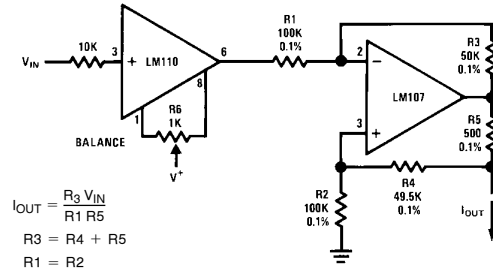 V_IN
10K
3
+
LM110
6
8
1
R6
1K
BALANCE
V+
R1
100K
0.1%
2
−
LM107
3
+
R3
50K
0.1%
R5
500
0.1%
R4
49.5K
0.1%
R2
100K
0.1%
I_OUT
I_OUT = R3 V_IN / R1 R5
R3 = R4 + R5
R1 = R2